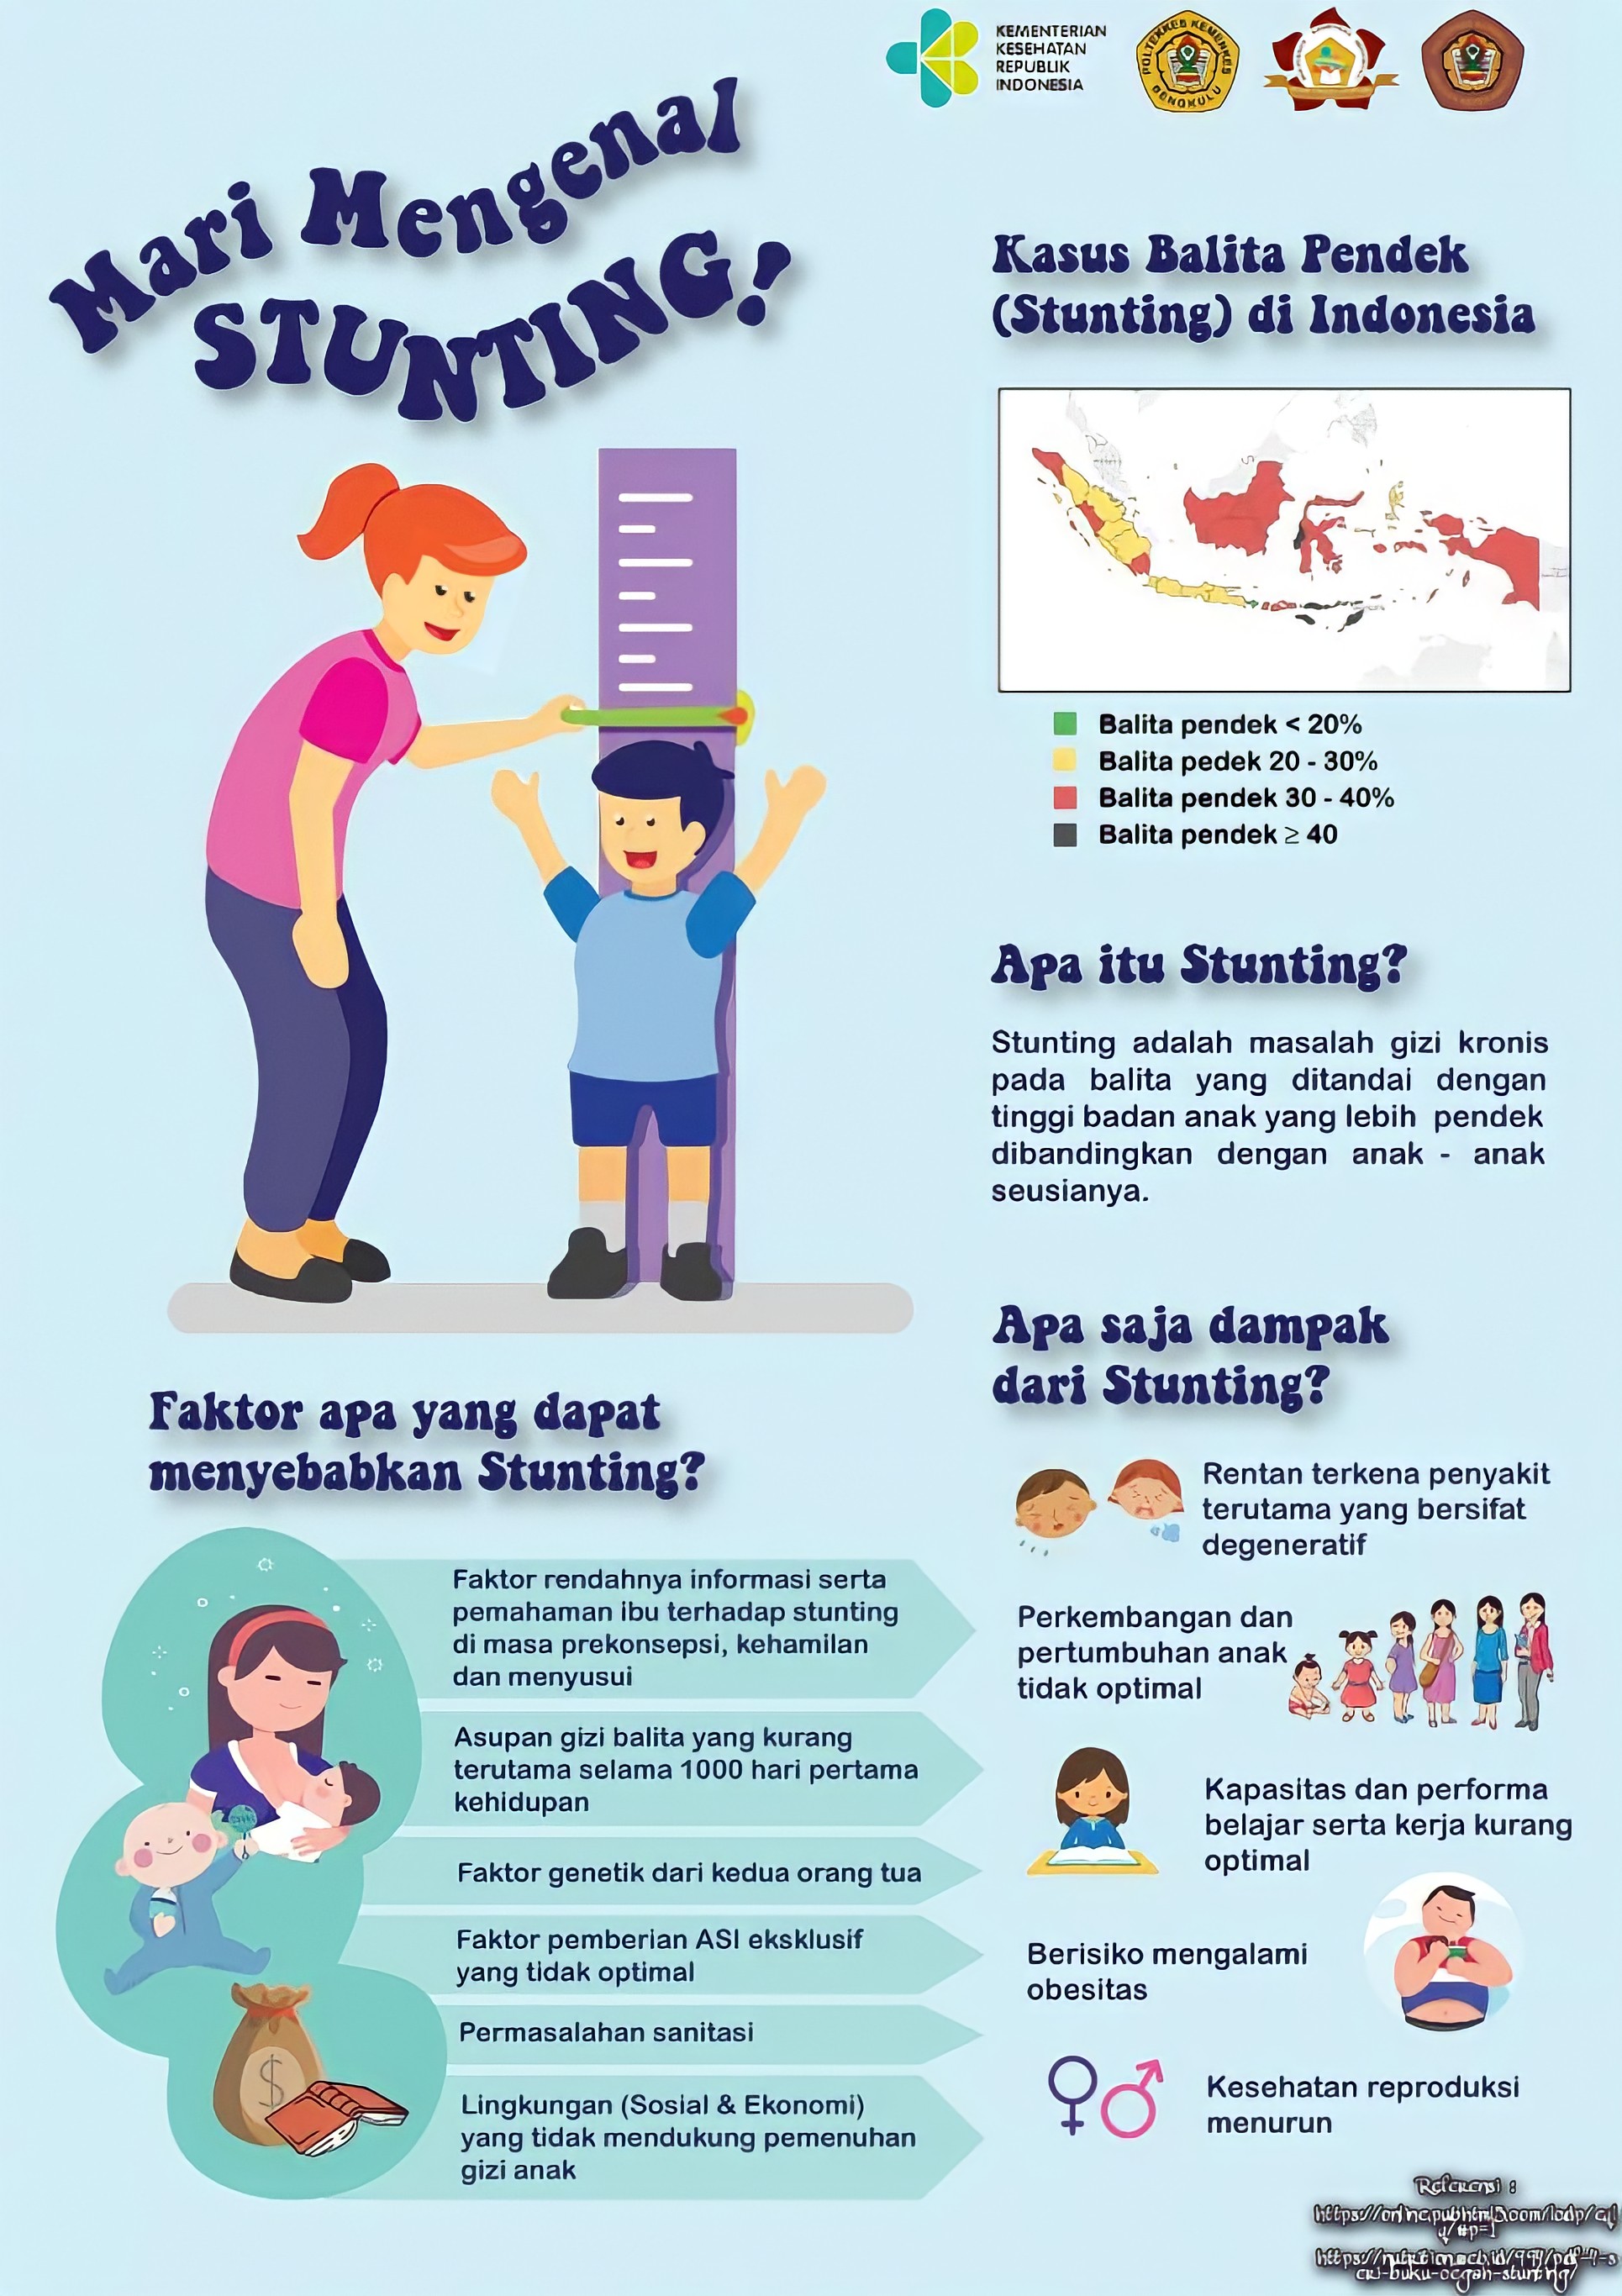 KEMENTERIAN
KESEHATAN
REPUBLIK
INDONESIA
POLTEKKES KEMENKES
BENGKULU
Mari Mengenal
STUNTING!
Kasus Balita Pendek
(Stunting) di Indonesia
Balita pendek < 20%
Balita pedek 20 - 30%
Balita pendek 30 - 40%
Balita pendek ≥ 40
Apa itu Stunting?
Stunting adalah masalah gizi kronis
pada balita yang ditandai dengan
tinggi badan anak yang lebih pendek
dibandingkan dengan anak - anak
seusianya.
Faktor apa yang dapat
menyebabkan Stunting?
Faktor rendahnya informasi serta
pemahaman ibu terhadap stunting
di masa prekonsepsi, kehamilan
dan menyusui
Asupan gizi balita yang kurang
terutama selama 1000 hari pertama
kehidupan
Faktor genetik dari kedua orang tua
Faktor pemberian ASI eksklusif
yang tidak optimal
Permasalahan sanitasi
Lingkungan (Sosial & Ekonomi)
yang tidak mendukung pemenuhan
gizi anak
Apa saja dampak
dari Stunting?
Rentan terkena penyakit
terutama yang bersifat
degeneratif
Perkembangan dan
pertumbuhan anak
tidak optimal
Kapasitas dan performa
belajar serta kerja kurang
optimal
Berisiko mengalami
obesitas
Kesehatan reproduksi
menurun
Referensi :